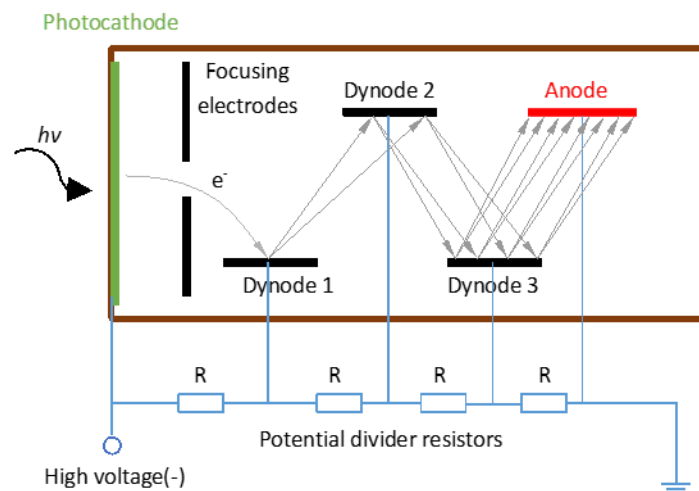 Photocathode
Focusing
electrodes
Dynode 2
Anode
hν
e-
Dynode 1
Dynode 3
R
R
R
R
Potential divider resistors
High voltage(-)